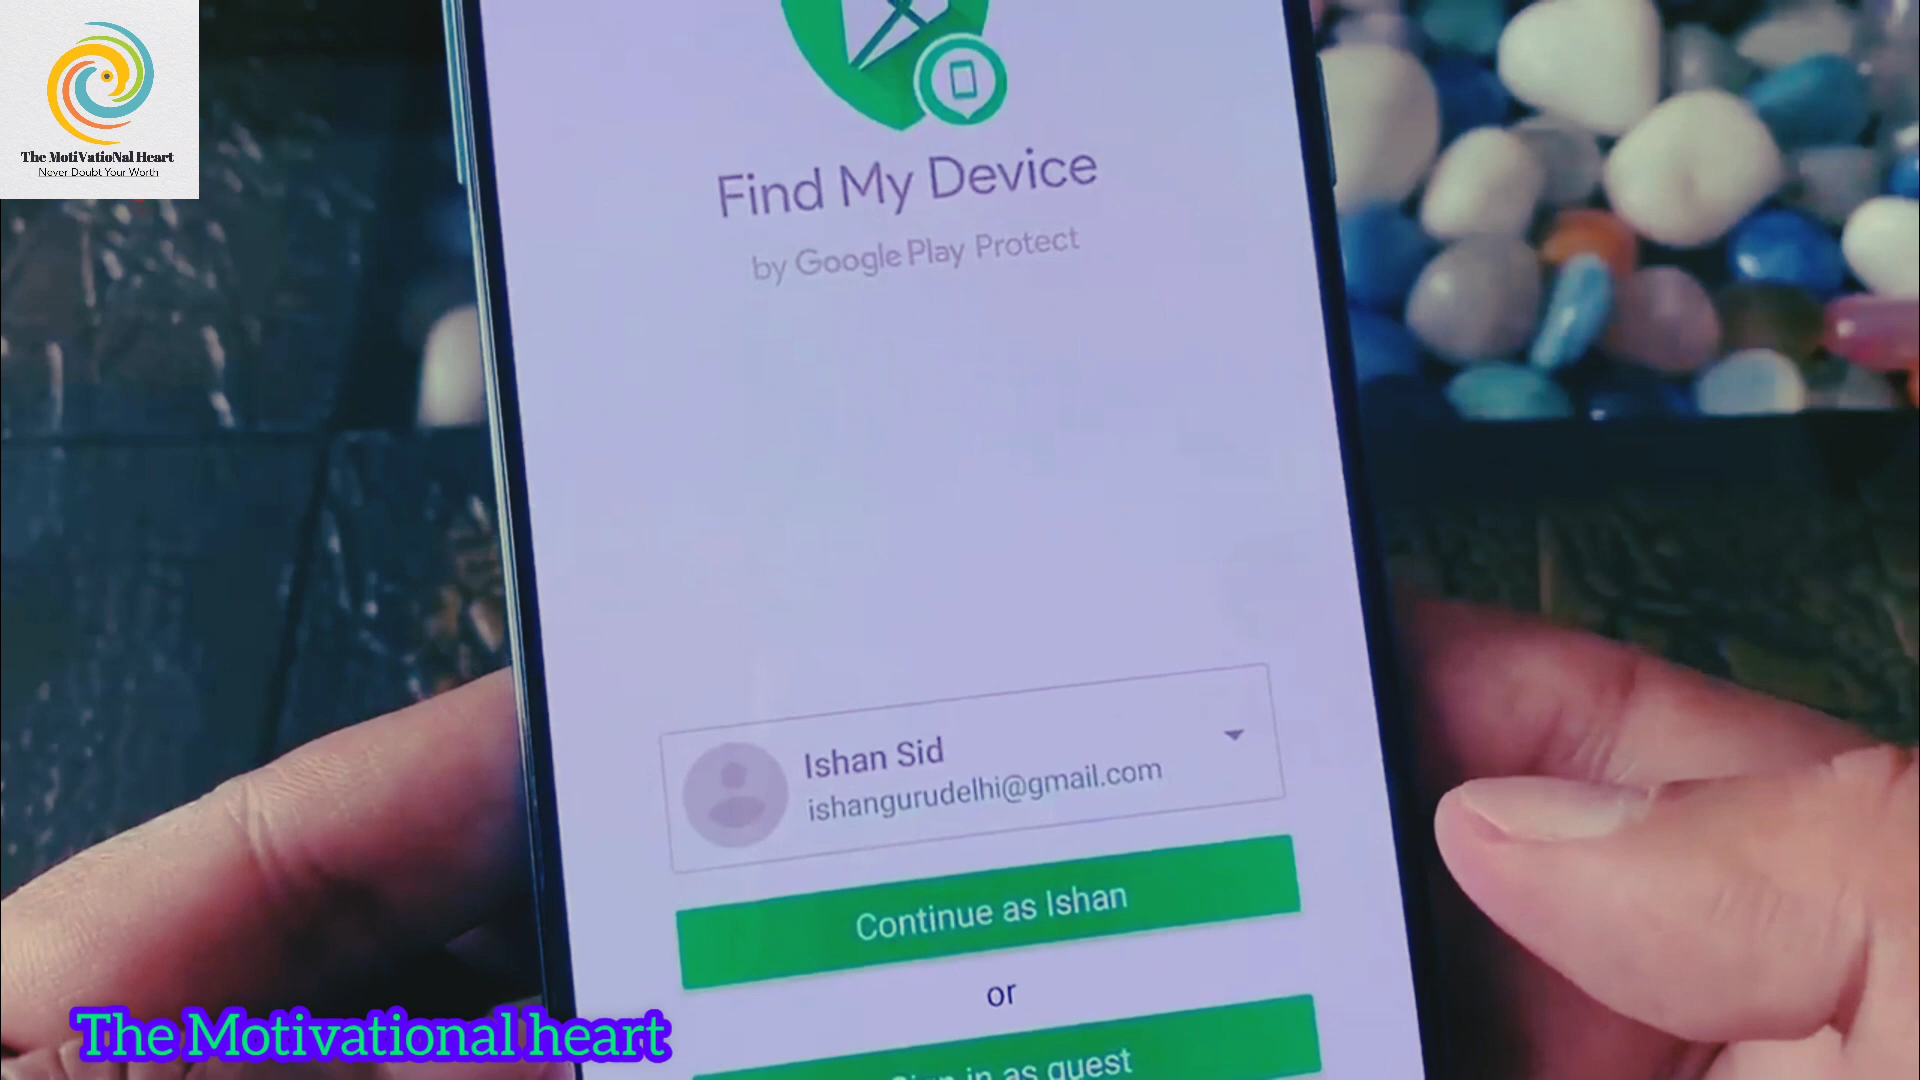 The MotiVatioNal Heart
Never Doubt Your Worth
Find My Device
by Google Play Protect
Ishan Sid
ishangurudelhi@gmail.com
Continue as Ishan
or
Sign in as guest
The Motivational heart